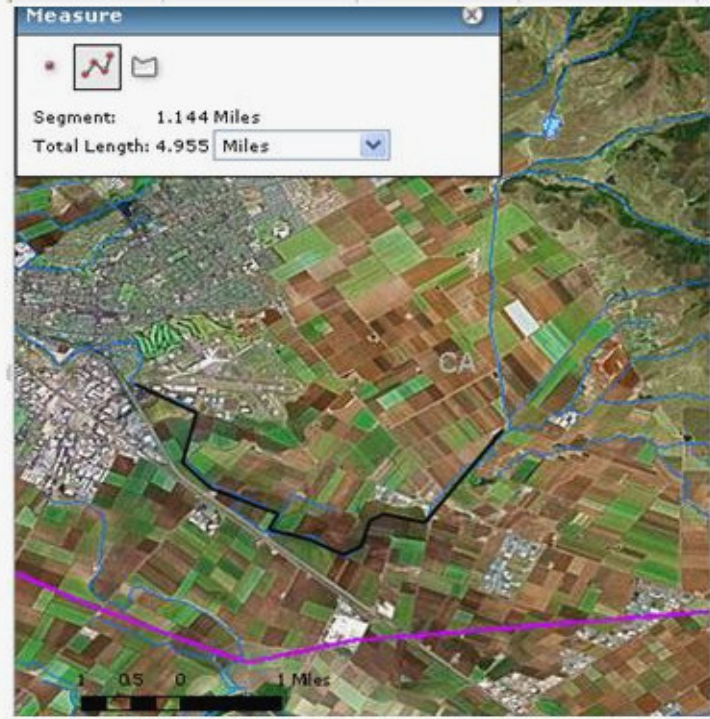 Measure
Segment: 1.144 Miles
Total Length: 4.955 Miles
CA
1 0.5 0 1 Miles